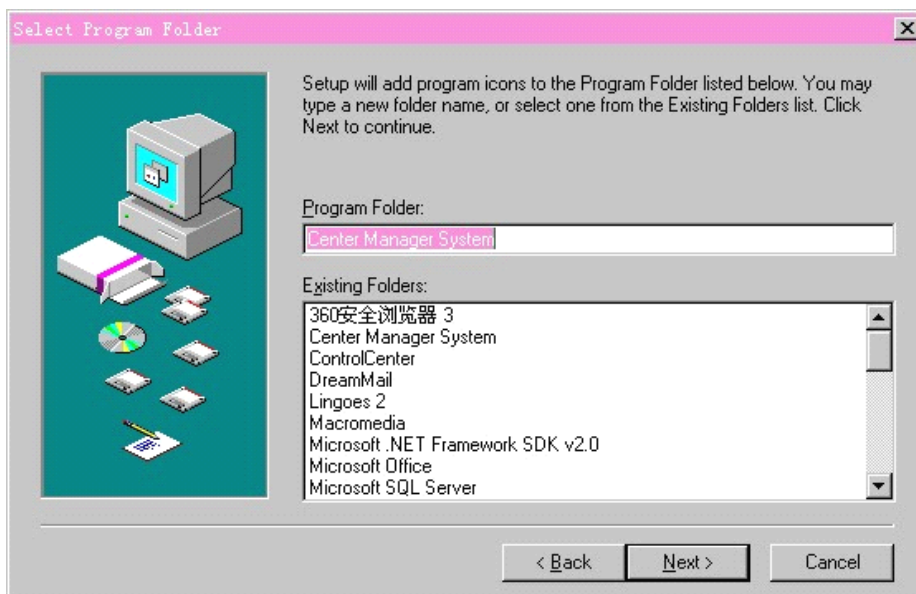 Select Program Folder
Setup will add program icons to the Program Folder listed below. You may
type a new folder name, or select one from the Existing Folders list. Click
Next to continue.
Program Folder:
Center Manager System
Existing Folders:
360安全浏览器 3
Center Manager System
ControlCenter
DreamMail
Lingoes 2
Macromedia
Microsoft .NET Framework SDK v2.0
Microsoft Office
Microsoft SQL Server
< Back
Next >
Cancel